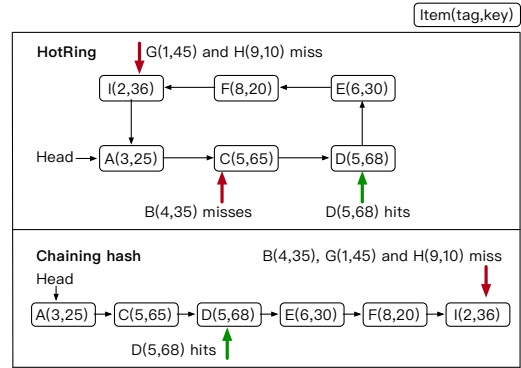 Item(tag,key)
HotRing
G(1,45) and H(9,10) miss
I(2,36) F(8,20) E(6,30)
Head A(3,25) C(5,65) D(5,68)
B(4,35) misses D(5,68) hits
Chaining hash
B(4,35), G(1,45) and H(9,10) miss
Head
A(3,25) C(5,65) D(5,68) E(6,30) F(8,20) I(2,36)
D(5,68) hits